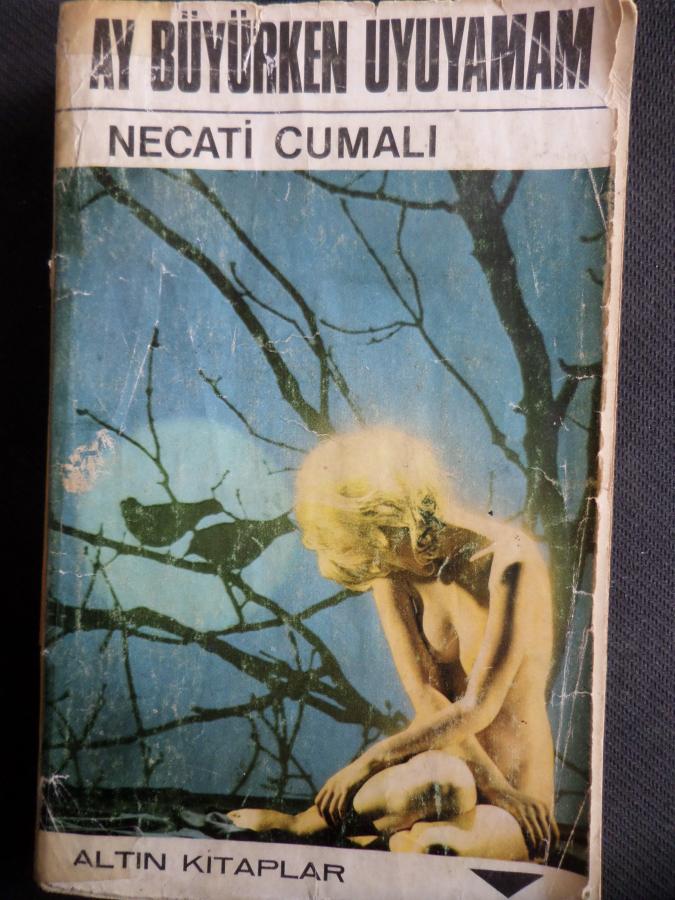 AY BÜYÜRKEN UYUYAMAM
NECATİ CUMALI
ALTIN KİTAPLAR